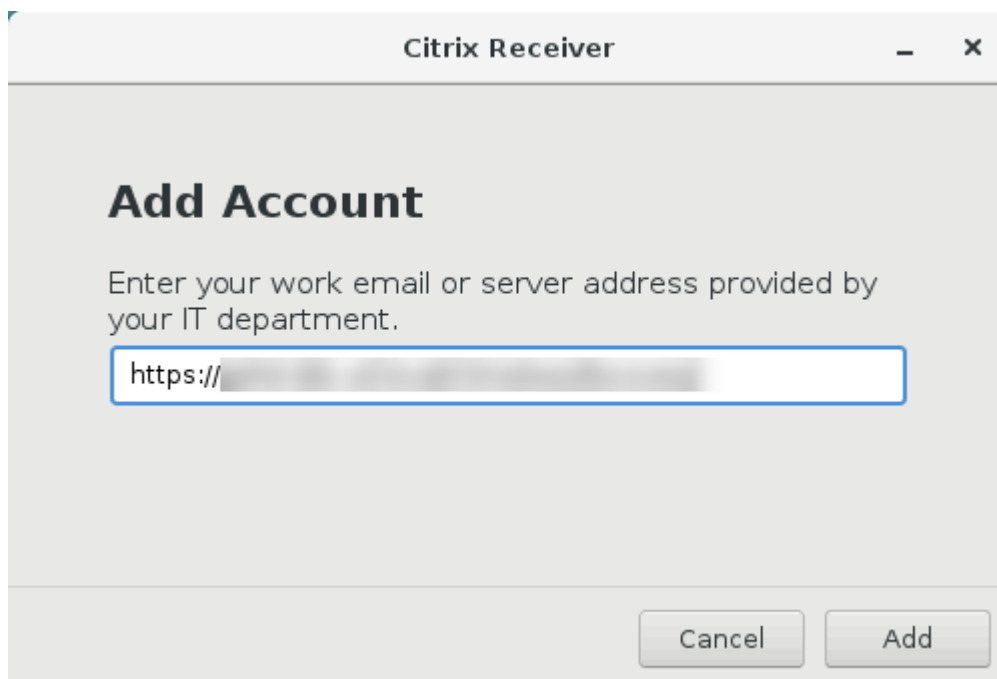 Citrix Receiver
Add Account
Enter your work email or server address provided by
your IT department.
https://
Cancel
Add